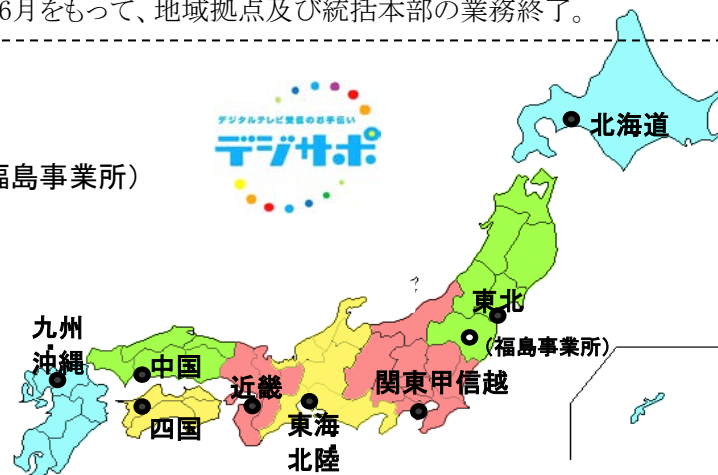 6月をもって、地域拠点及び統括本部の業務終了。
デジタルテレビ受信のお手伝い
デジサポ
福島事業所）
北海道
?
東北
(福島事業所)
九州
沖縄
中国
近畿
関東甲信越
四国
東海
北陸